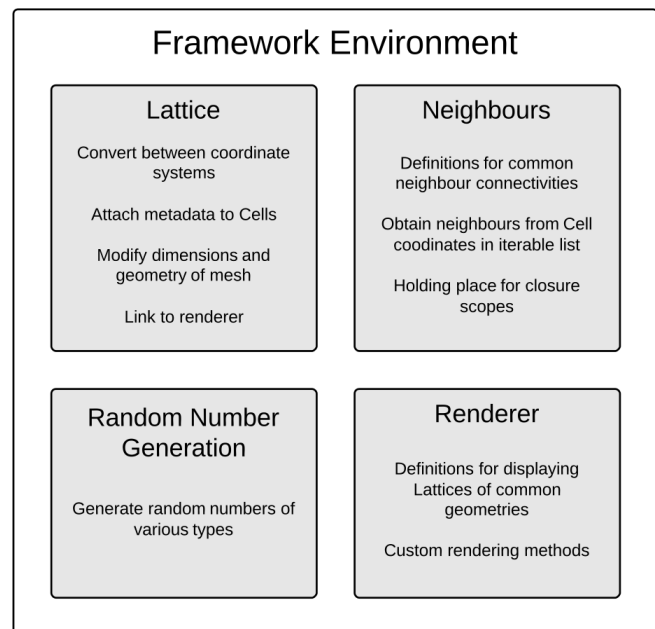 Framework Environment
Lattice
Convert between coordinate
systems
Attach metadata to Cells
Modify dimensions and
geometry of mesh
Link to renderer
Neighbours
Definitions for common
neighbour connectivities
Obtain neighbours from Cell
coodinates in iterable list
Holding place for closure
scopes
Random Number
Generation
Generate random numbers of
various types
Renderer
Definitions for displaying
Lattices of common
geometries
Custom rendering methods